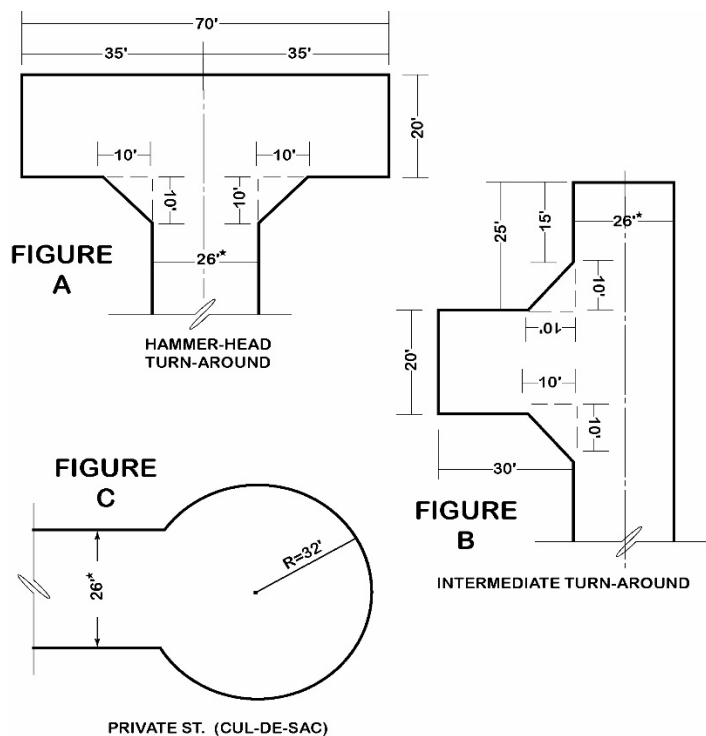 70'
35'
35'
20'
10'
10'
10'
10'
26'*
FIGURE
A
HAMMER-HEAD
TURN-AROUND
25'
15'
26'*
10'
10'
20'
10'
10'
30'
FIGURE
B
INTERMEDIATE TURN-AROUND
FIGURE
C
26'*
R=32'
PRIVATE ST. (CUL-DE-SAC)